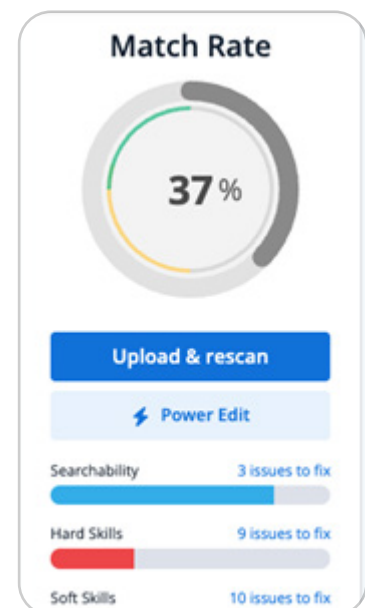 Match Rate
37 %
Upload & rescan
Power Edit
Searchability 3 issues to fix
Hard Skills 9 issues to fix
Soft Skills 10 issues to fix